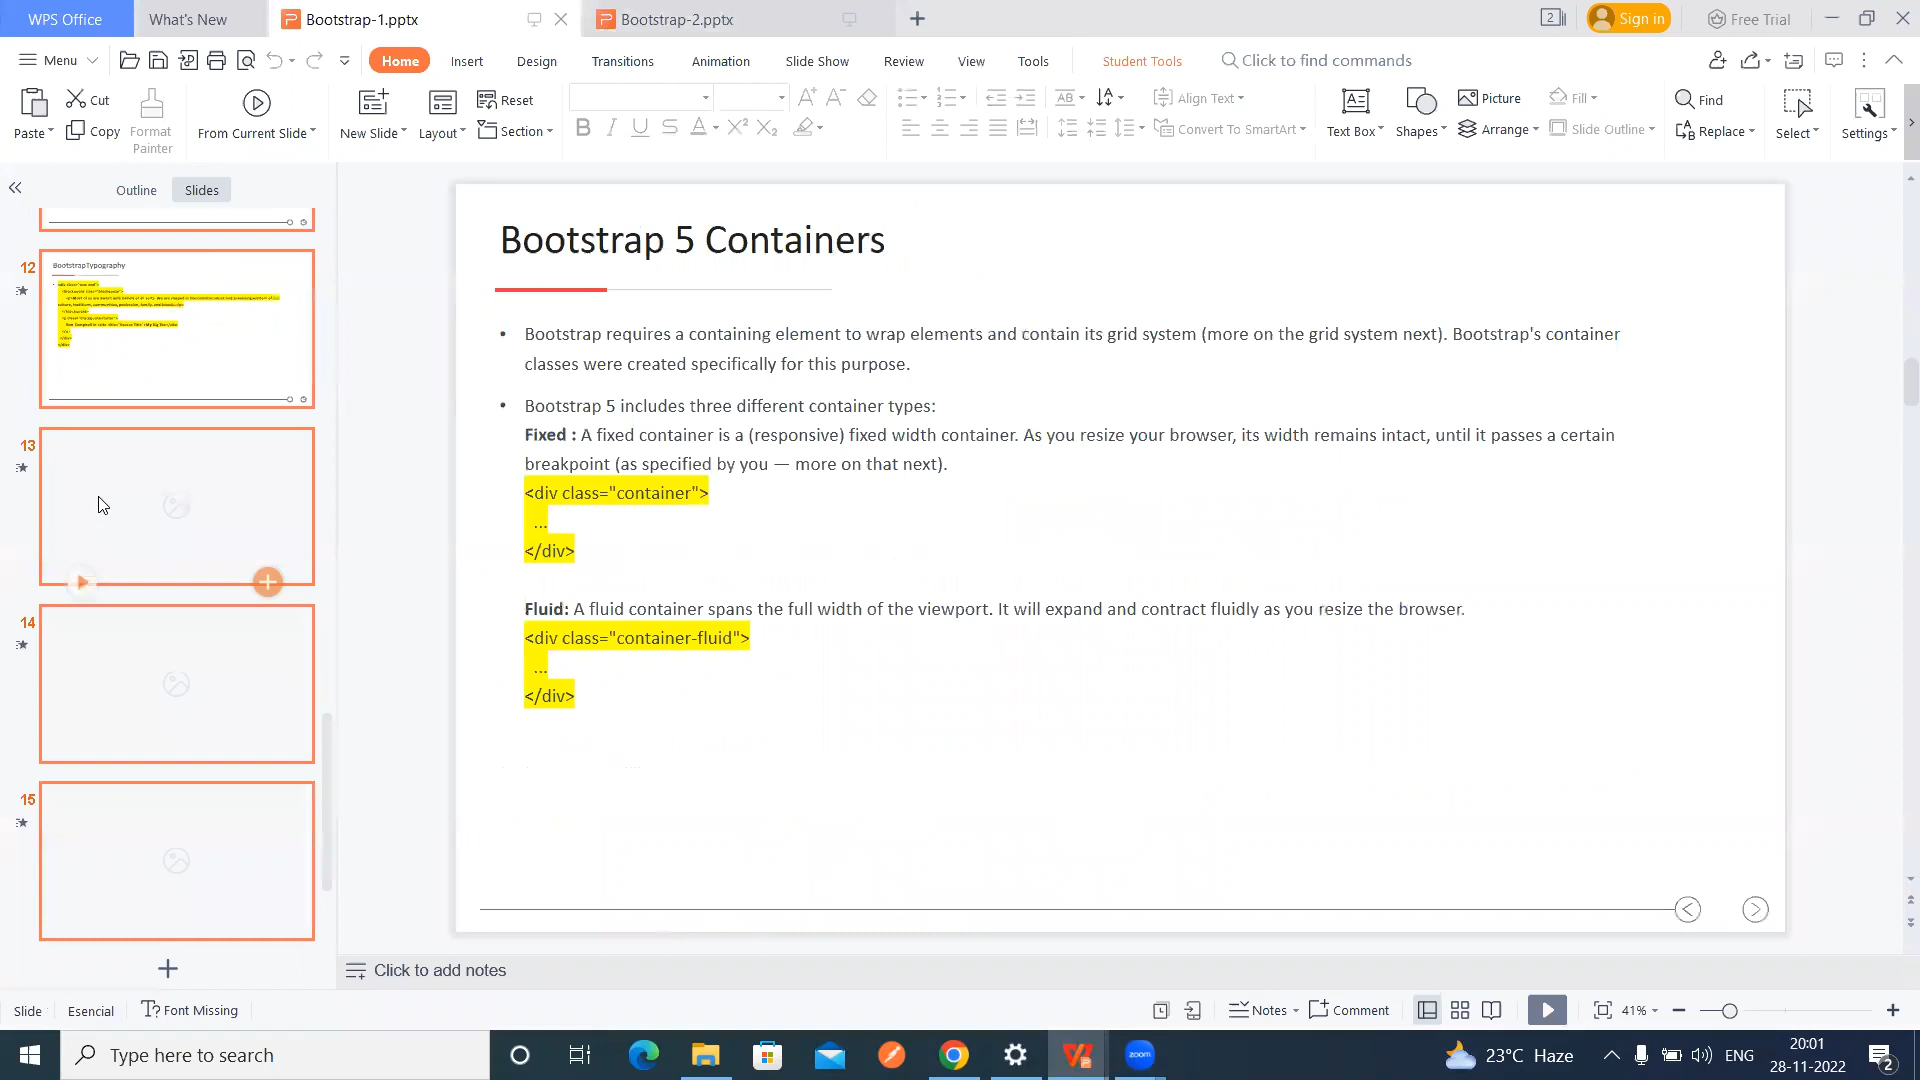 WPS Office
What's New
Bootstrap-1.pptx
Bootstrap-2.pptx
2
Sign in
Free Trial
Menu
Home
Insert
Design
Transitions
Animation
Slide Show
Review
View
Tools
Student Tools
Click to find commands
Paste
Cut
Copy
Format
Painter
From Current Slide
New Slide
Layout
Reset
Section
Align Text
Convert To SmartArt
Text Box
Shapes
Picture
Arrange
Fill
Slide Outline
Find
Replace
Select
Settings
Outline
Slides
12
Bootstrap Typography
13
14
15
Bootstrap 5 Containers
• Bootstrap requires a containing element to wrap elements and contain its grid system (more on the grid system next). Bootstrap's container
classes were created specifically for this purpose.
• Bootstrap 5 includes three different container types:
Fixed : A fixed container is a (responsive) fixed width container. As you resize your browser, its width remains intact, until it passes a certain
breakpoint (as specified by you — more on that next).
<div class="container">
...
</div>
Fluid: A fluid container spans the full width of the viewport. It will expand and contract fluidly as you resize the browser.
<div class="container-fluid">
...
</div>
Click to add notes
Slide
Esencial
Font Missing
Notes
Comment
41%
Type here to search
zoom
23°C Haze
ENG
20:01
28-11-2022
2